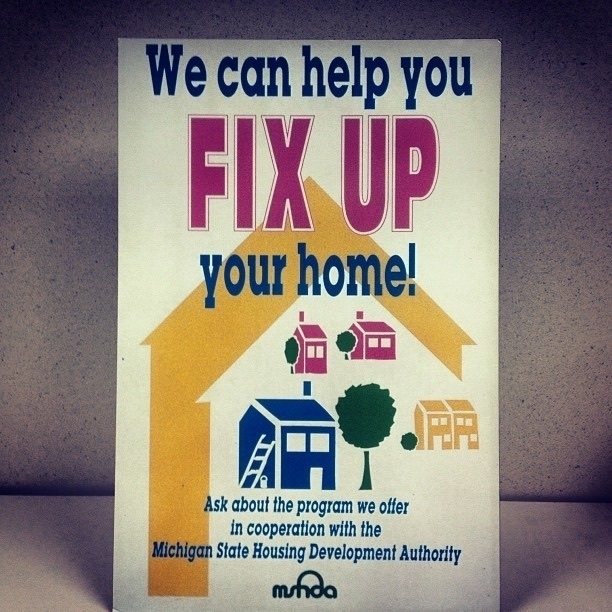 We can help you
FIX UP
your home!
Ask about the program we offer
in cooperation with the
Michigan State Housing Development Authority
mshda